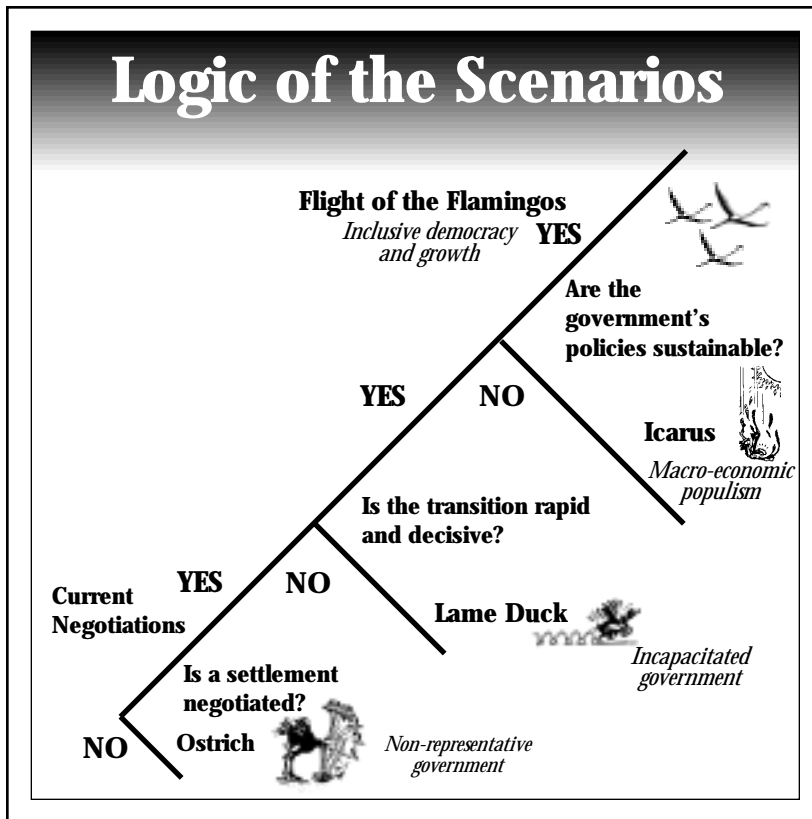 Logic of the Scenarios
Flight of the Flamingos
Inclusive democracy
and growth
YES
Are the
government's
policies sustainable?
YES
NO
Icarus
Macro-economic
populism
Is the transition rapid
and decisive?
YES
NO
Current
Negotiations
Lame Duck
Incapacitated
government
Is a settlement
negotiated?
NO
Ostrich
Non-representative
government